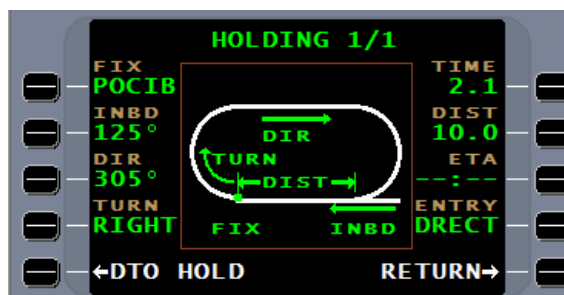 HOLDING 1/1
FIX TIME
POCIB 2.1
INBD DIST
125° 10.0
DIR
DIR ETA
TURN
305° --:--
←DIST→
TURN ENTRY
RIGHT DRECT
FIX INBD
←DTO HOLD RETURN→